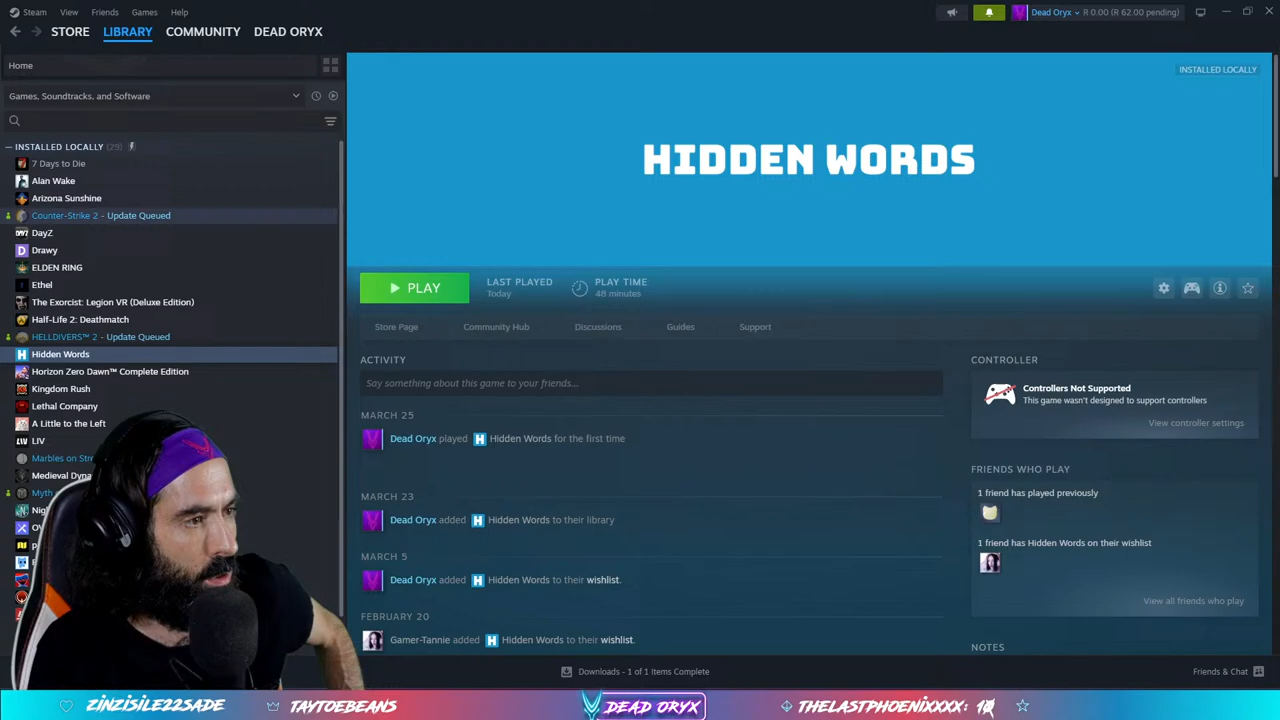 Steam View Friends Games Help
Dead Oryx R 0.00 (R 62.00 pending)
STORE LIBRARY COMMUNITY DEAD ORYX
Home
Games, Soundtracks, and Software
INSTALLED LOCALLY (29)
7 Days to Die
Alan Wake
Arizona Sunshine
Counter-Strike 2 - Update Queued
DayZ
Drawy
ELDEN RING
Ethel
The Exorcist: Legion VR (Deluxe Edition)
Half-Life 2: Deathmatch
HELLDIVERS™ 2 - Update Queued
Hidden Words
Horizon Zero Dawn™ Complete Edition
Kingdom Rush
Lethal Company
A Little to the Left
LIV
Marbles on Str
Medieval Dyna
Myth
Nig
OV
INSTALLED LOCALLY
HIDDEN WORDS
PLAY
LAST PLAYED
Today
PLAY TIME
48 minutes
Store Page Community Hub Discussions Guides Support
ACTIVITY
Say something about this game to your friends...
MARCH 25
Dead Oryx played H Hidden Words for the first time
MARCH 23
Dead Oryx added H Hidden Words to their library
MARCH 5
Dead Oryx added H Hidden Words to their wishlist.
FEBRUARY 20
Gamer-Tannie added H Hidden Words to their wishlist.
CONTROLLER
Controllers Not Supported
This game wasn't designed to support controllers
View controller settings
FRIENDS WHO PLAY
1 friend has played previously
1 friend has Hidden Words on their wishlist
View all friends who play
NOTES
Downloads - 1 of 1 Items Complete
Friends & Chat
ZINZISILE22SADE TAYTOEBEANS DEAD ORYX THELASTPHOENIXXXX: